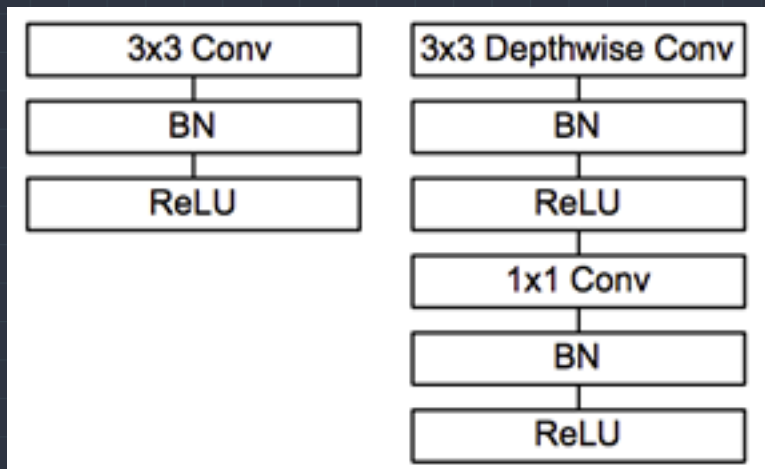 3x3 Conv
BN
ReLU
3x3 Depthwise Conv
BN
ReLU
1x1 Conv
BN
ReLU